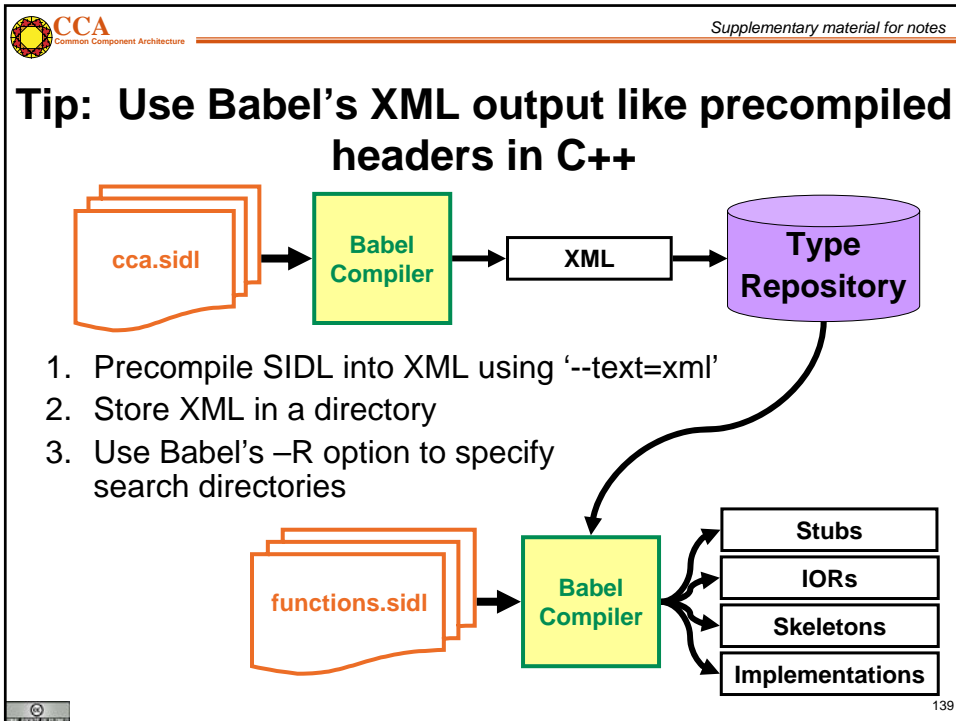 CCA
Common Component Architecture
Supplementary material for notes
Tip: Use Babel’s XML output like precompiled
headers in C++
cca.sidl
Babel
Compiler
XML
Type
Repository
1. Precompile SIDL into XML using ‘--text=xml’
2. Store XML in a directory
3. Use Babel’s –R option to specify
search directories
functions.sidl
Babel
Compiler
Stubs
IORs
Skeletons
Implementations
139